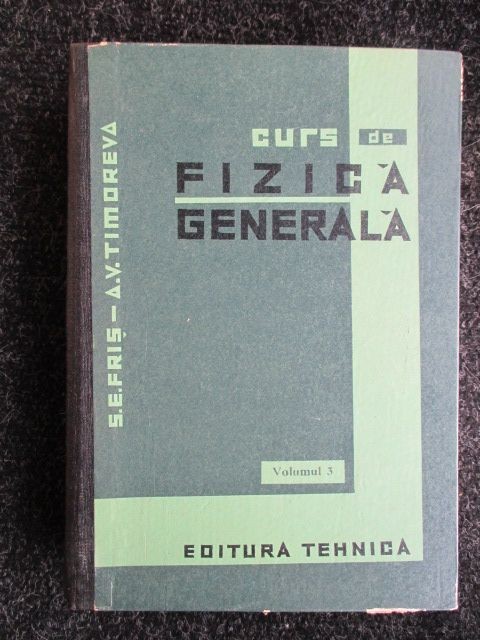 S.E.FRIȘ - A.V.TIMOREVA
CURS de
FIZICĂ
GENERALĂ
Volumul 3
EDITURA TEHNICĂ